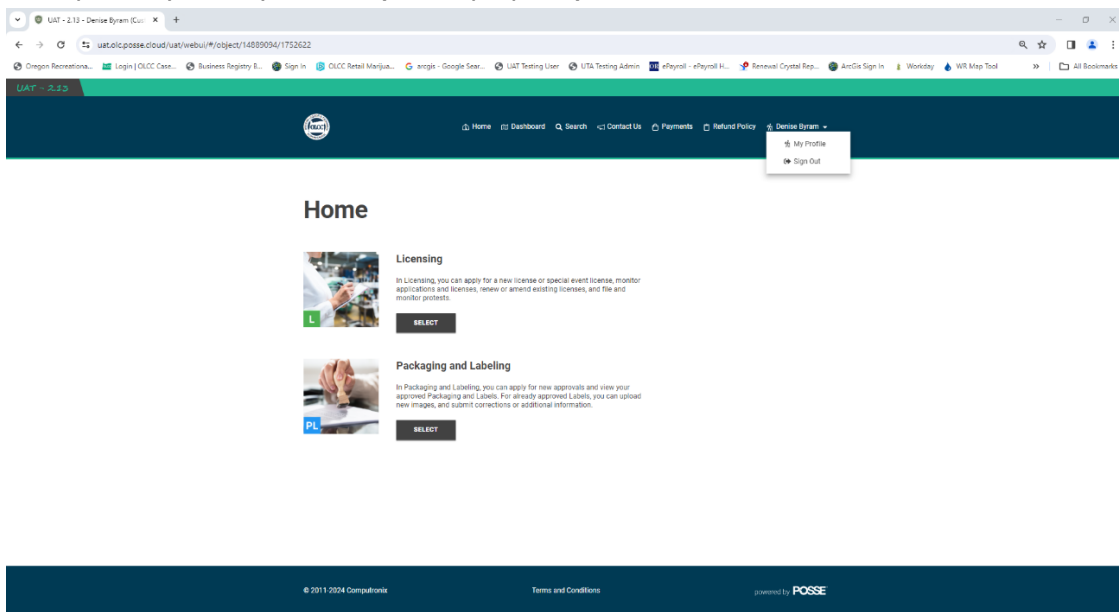 UAT - 2.13 - Denise Byram (Cus
uat.olc.posse.cloud/uat/webui/#/object/14889094/1752622
Oregon Recreationa... Login | OLCC Case... Business Registry B... Sign In OLCC Retail Marijua... arcgis - Google Sear... UAT Testing User UTA Testing Admin ePayroll - ePayroll H... Renewal Crystal Rep... ArcGis Sign In Workday WR Map Tool » All Bookmarks
UAT - 2.13
OLCC Home Dashboard Search Contact Us Payments Refund Policy Denise Byram
My Profile
Sign Out
Home
Licensing
In Licensing, you can apply for a new license or special event license, monitor
applications and licenses, renew or amend existing licenses, and file and
monitor protests.
L
SELECT
Packaging and Labeling
In Packaging and Labeling, you can apply for new approvals and view your
approved Packaging and Labels. For already approved Labels, you can upload
new images, and submit corrections or additional information.
PL
SELECT
© 2011-2024 Computronix Terms and Conditions powered by POSSE